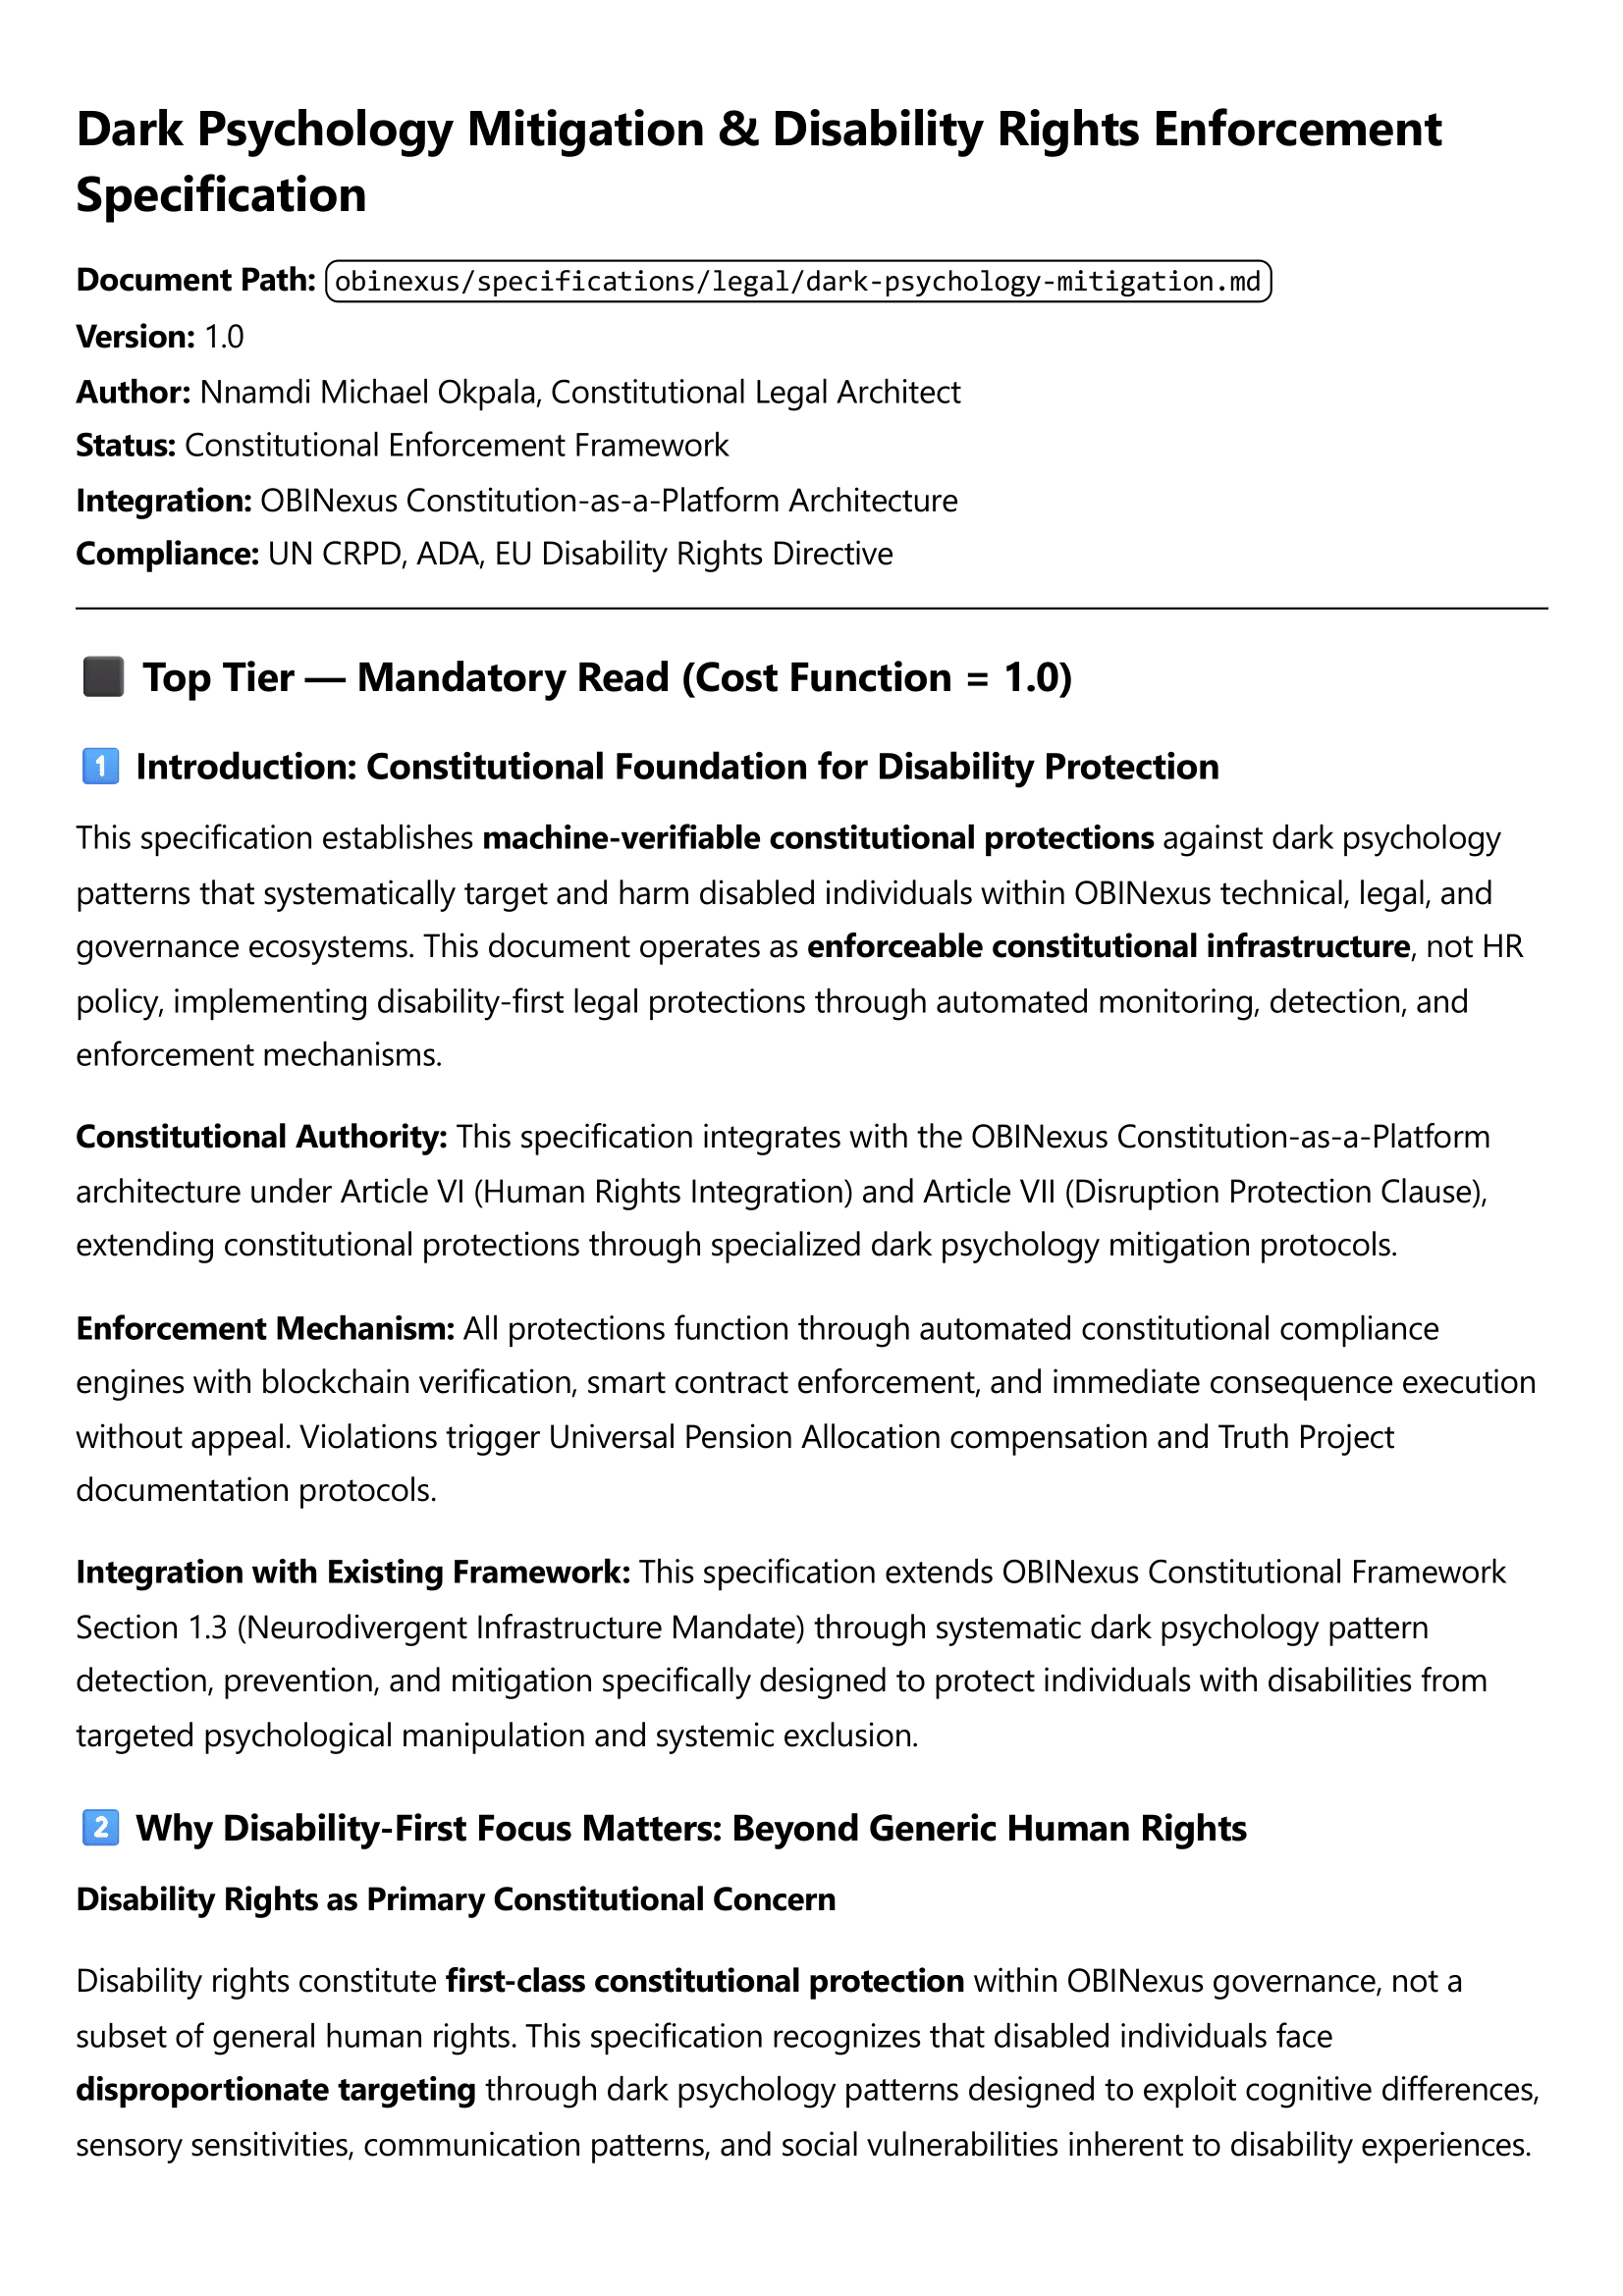 Dark Psychology Mitigation & Disability Rights Enforcement
Specification
Document Path: obinexus/specifications/legal/dark-psychology-mitigation.md
Version: 1.0
Author: Nnamdi Michael Okpala, Constitutional Legal Architect
Status: Constitutional Enforcement Framework
Integration: OBINexus Constitution-as-a-Platform Architecture
Compliance: UN CRPD, ADA, EU Disability Rights Directive
⬛ Top Tier — Mandatory Read (Cost Function = 1.0)
1️⃣ Introduction: Constitutional Foundation for Disability Protection
This specification establishes machine-verifiable constitutional protections against dark psychology
patterns that systematically target and harm disabled individuals within OBINexus technical, legal, and
governance ecosystems. This document operates as enforceable constitutional infrastructure, not HR
policy, implementing disability-first legal protections through automated monitoring, detection, and
enforcement mechanisms.
Constitutional Authority: This specification integrates with the OBINexus Constitution-as-a-Platform
architecture under Article VI (Human Rights Integration) and Article VII (Disruption Protection Clause),
extending constitutional protections through specialized dark psychology mitigation protocols.
Enforcement Mechanism: All protections function through automated constitutional compliance
engines with blockchain verification, smart contract enforcement, and immediate consequence execution
without appeal. Violations trigger Universal Pension Allocation compensation and Truth Project
documentation protocols.
Integration with Existing Framework: This specification extends OBINexus Constitutional Framework
Section 1.3 (Neurodivergent Infrastructure Mandate) through systematic dark psychology pattern
detection, prevention, and mitigation specifically designed to protect individuals with disabilities from
targeted psychological manipulation and systemic exclusion.
2️⃣ Why Disability-First Focus Matters: Beyond Generic Human Rights
Disability Rights as Primary Constitutional Concern
Disability rights constitute first-class constitutional protection within OBINexus governance, not a
subset of general human rights. This specification recognizes that disabled individuals face
disproportionate targeting through dark psychology patterns designed to exploit cognitive differences,
sensory sensitivities, communication patterns, and social vulnerabilities inherent to disability experiences.